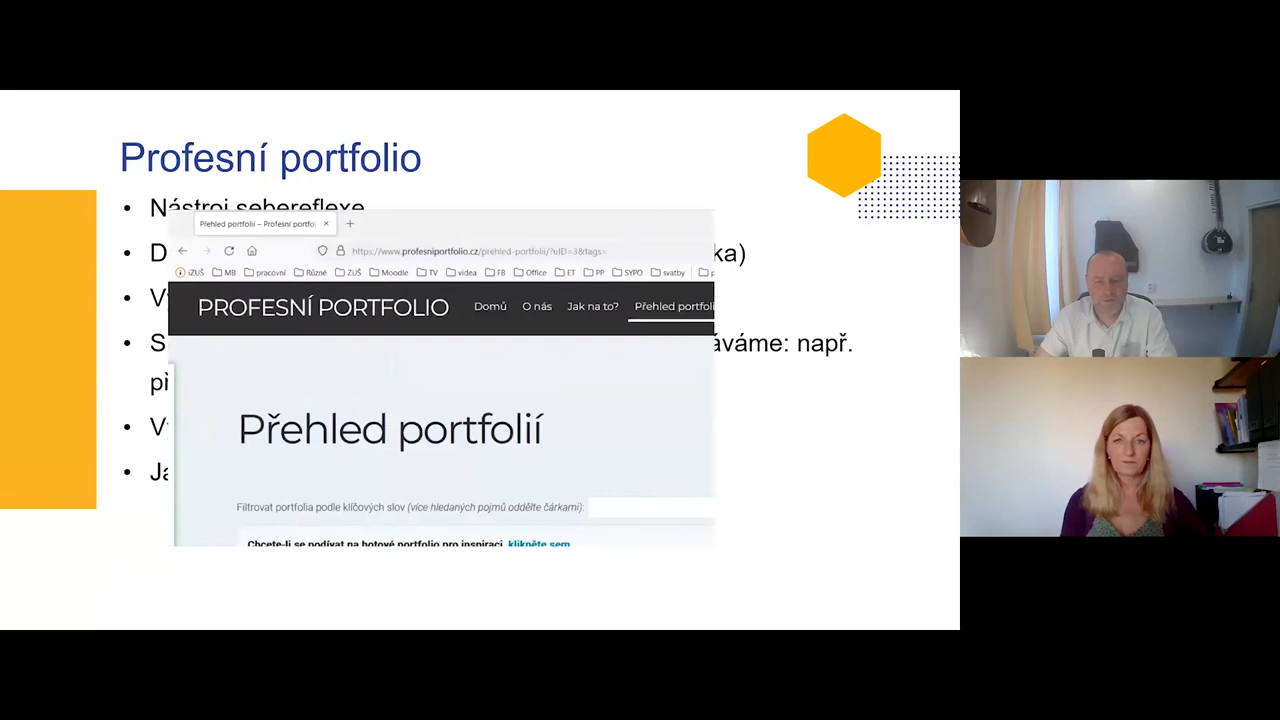 Profesní portfolio
• Nástroj sebereflexe
Přehled portfolií – Profesní portfo
https://www.profesniportfolio.cz/prehled-portfolii/?uID=3&tags=
iZUŠ MB pracovní Různé ZUŠ Moodle TV videa FB Office ET PP SYPO svatby
PROFESNÍ PORTFOLIO Domů O nás Jak na to? Přehled portfoli
áváme: např.
Přehled portfolií
Filtrovat portfolia podle klíčových slov (více hledaných pojmů oddělte čárkami):
Chcete-li se podívat na hotové portfolio pro inspiraci, klikněte sem